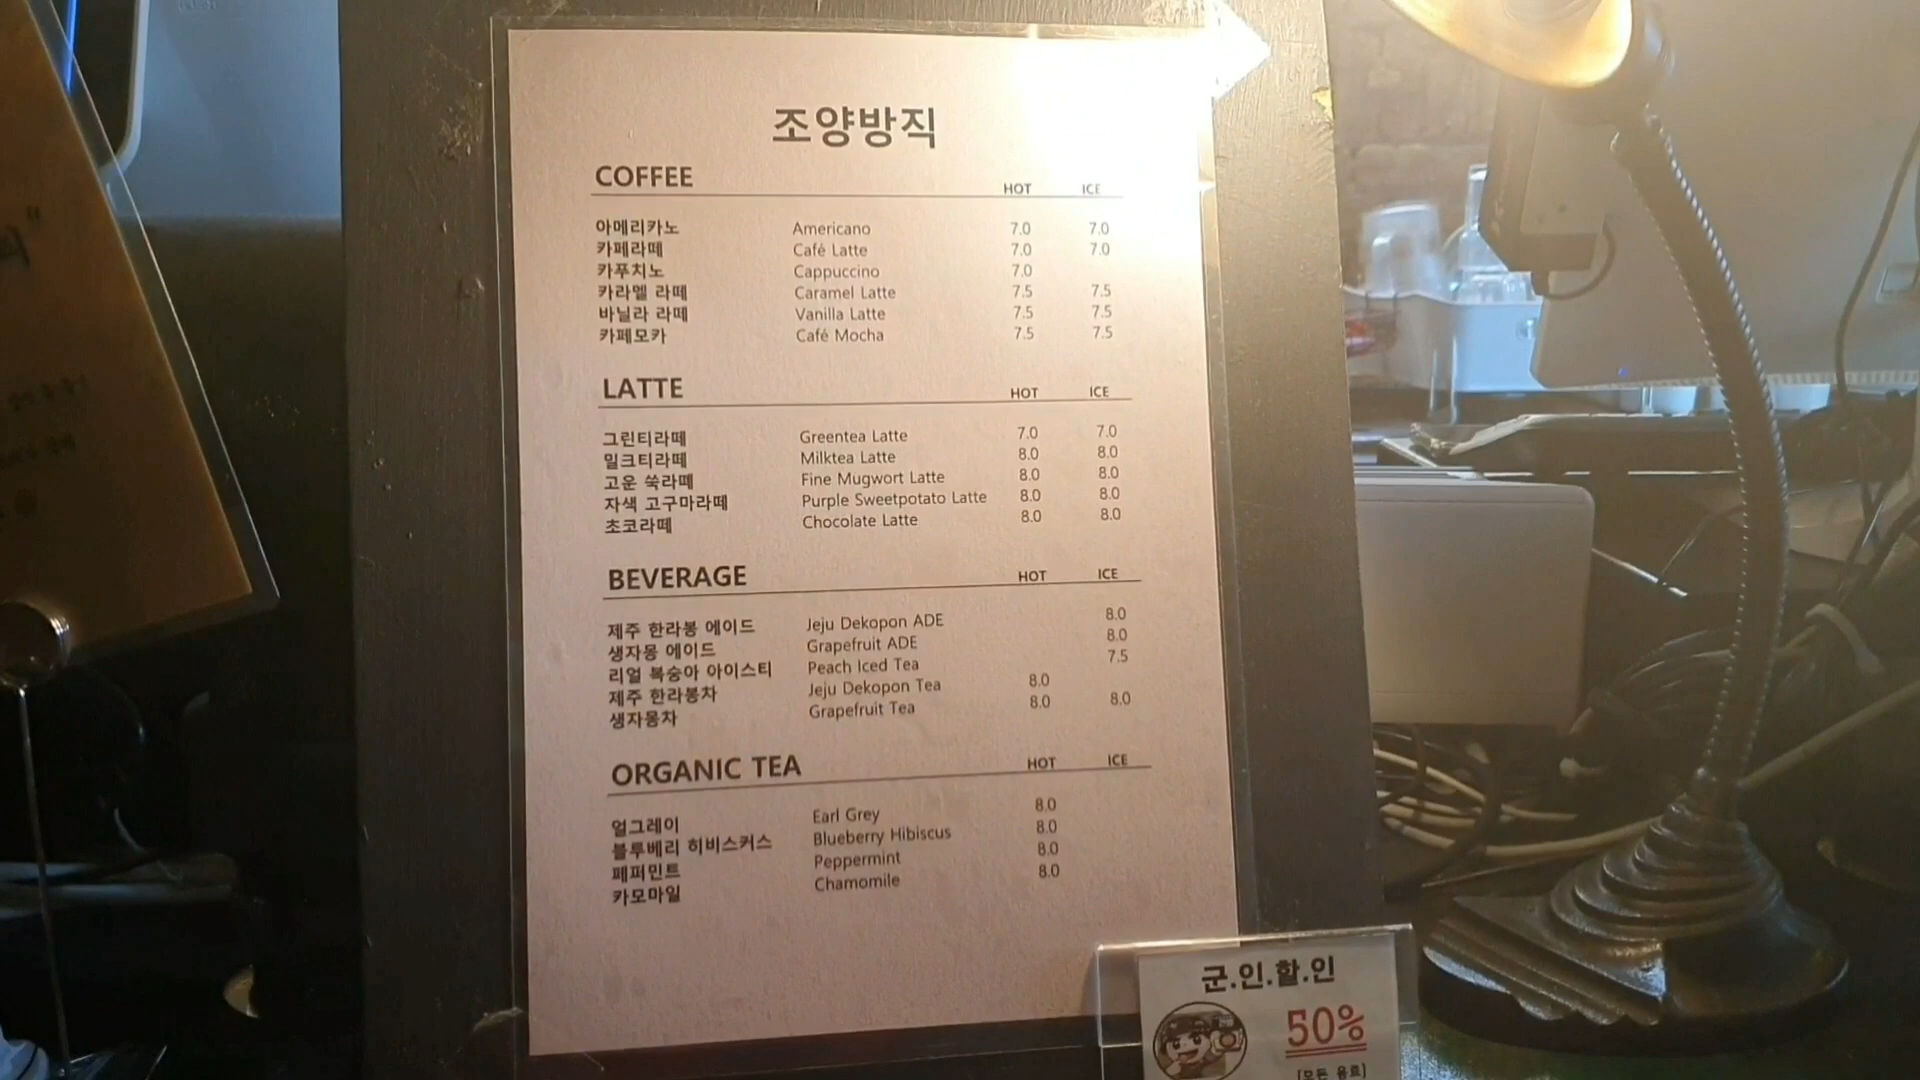 조양방직
COFFEE HOT ICE
아메리카노 Americano 7.0 7.0
카페라떼 Café Latte 7.0 7.0
카푸치노 Cappuccino 7.0
카라멜 라떼 Caramel Latte 7.5 7.5
바닐라 라떼 Vanilla Latte 7.5 7.5
카페모카 Café Mocha 7.5 7.5
LATTE HOT ICE
그린티라떼 Greentea Latte 7.0 7.0
밀크티라떼 Milktea Latte 8.0 8.0
고운 쑥라떼 Fine Mugwort Latte 8.0 8.0
자색 고구마라떼 Purple Sweetpotato Latte 8.0 8.0
초코라떼 Chocolate Latte 8.0 8.0
BEVERAGE HOT ICE
제주 한라봉 에이드 Jeju Dekopon ADE 8.0
생자몽 에이드 Grapefruit ADE 8.0
리얼 복숭아 아이스티 Peach Iced Tea 7.5
제주 한라봉차 Jeju Dekopon Tea 8.0
생자몽차 Grapefruit Tea 8.0 8.0
ORGANIC TEA HOT ICE
얼그레이 Earl Grey 8.0
블루베리 히비스커스 Blueberry Hibiscus 8.0
페퍼민트 Peppermint 8.0
카모마일 Chamomile 8.0
군.인.할.인
50%
[모든 음료]